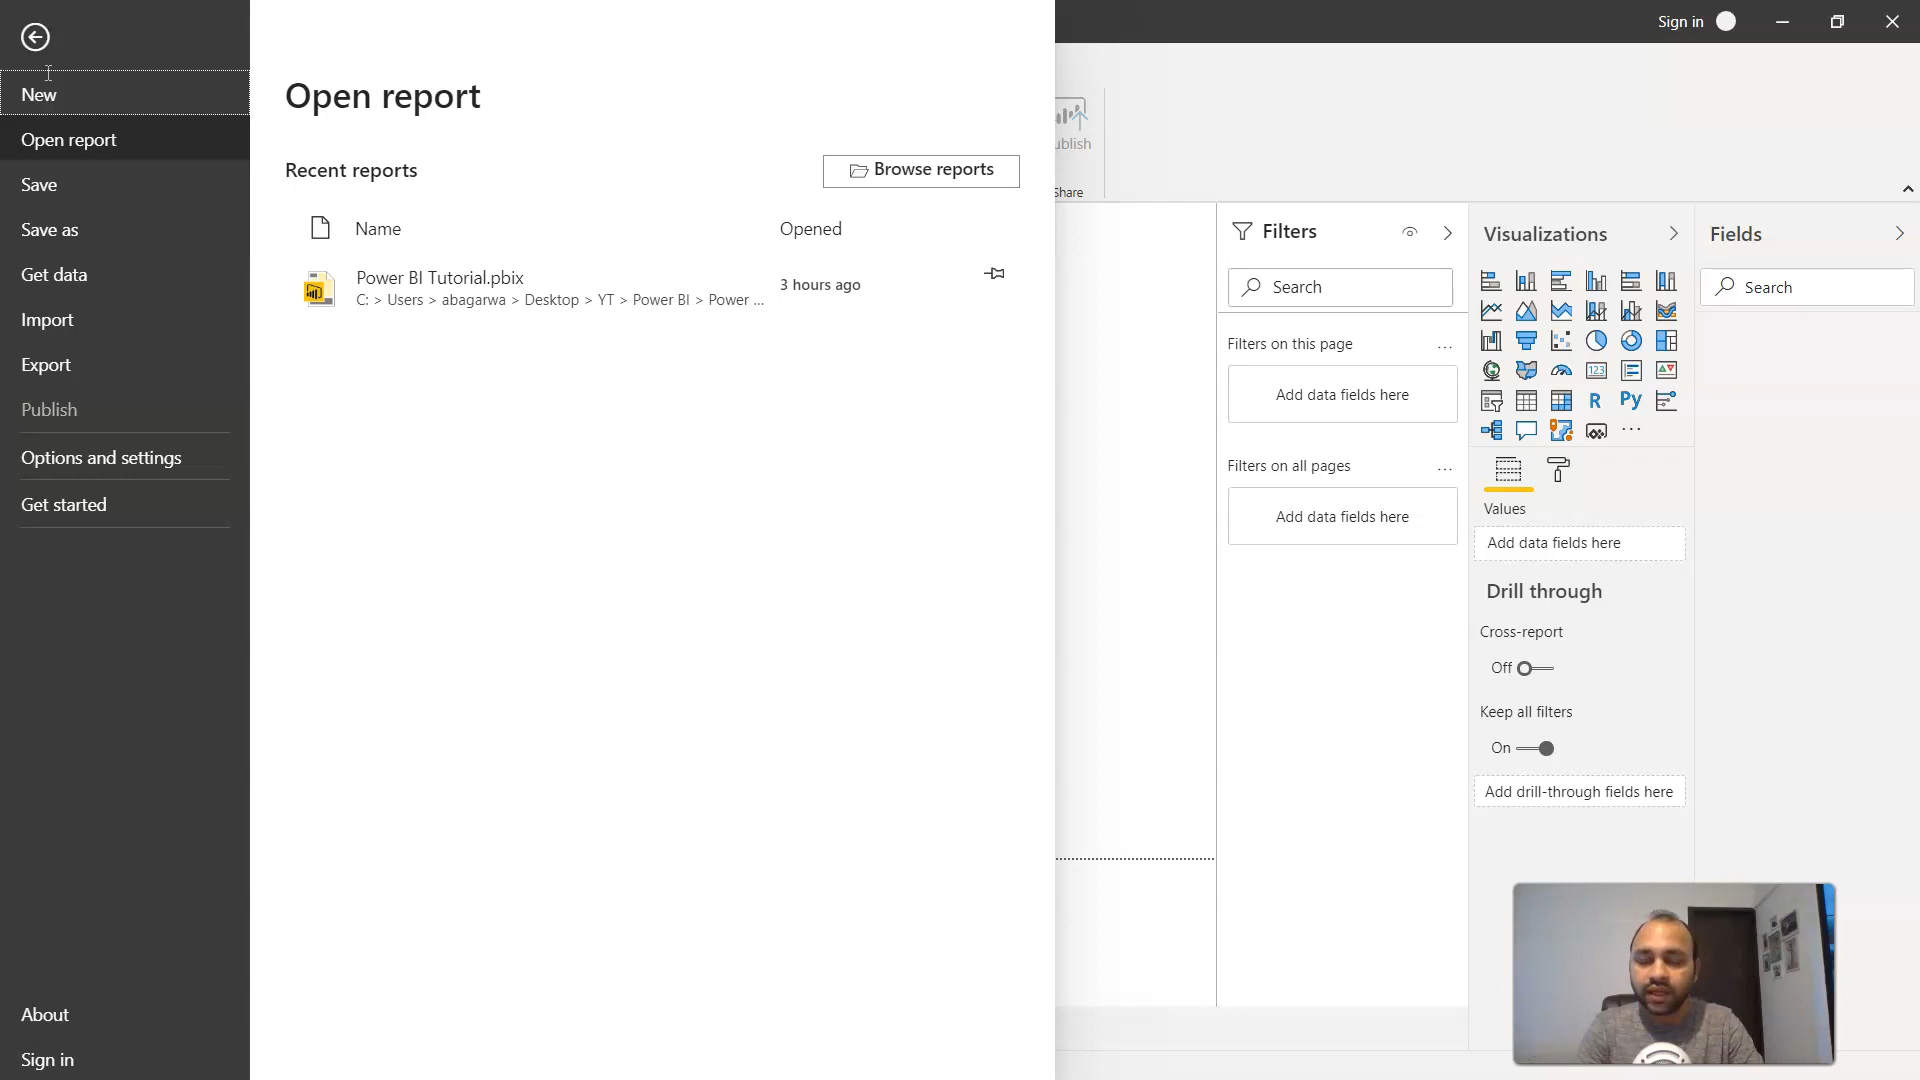 Sign in
New
Open report
Save
Save as
Get data
Import
Export
Publish
Options and settings
Get started
About
Sign in
Open report
Recent reports
Browse reports
Name
Opened
Power BI Tutorial.pbix
C: > Users > abagarwa > Desktop > YT > Power BI > Power ...
3 hours ago
ublish
Share
Filters
Search
Filters on this page
...
Add data fields here
Filters on all pages
...
Add data fields here
Visualizations
123
R
Py
...
Values
Add data fields here
Drill through
Cross-report
Off
Keep all filters
On
Add drill-through fields here
Fields
Search